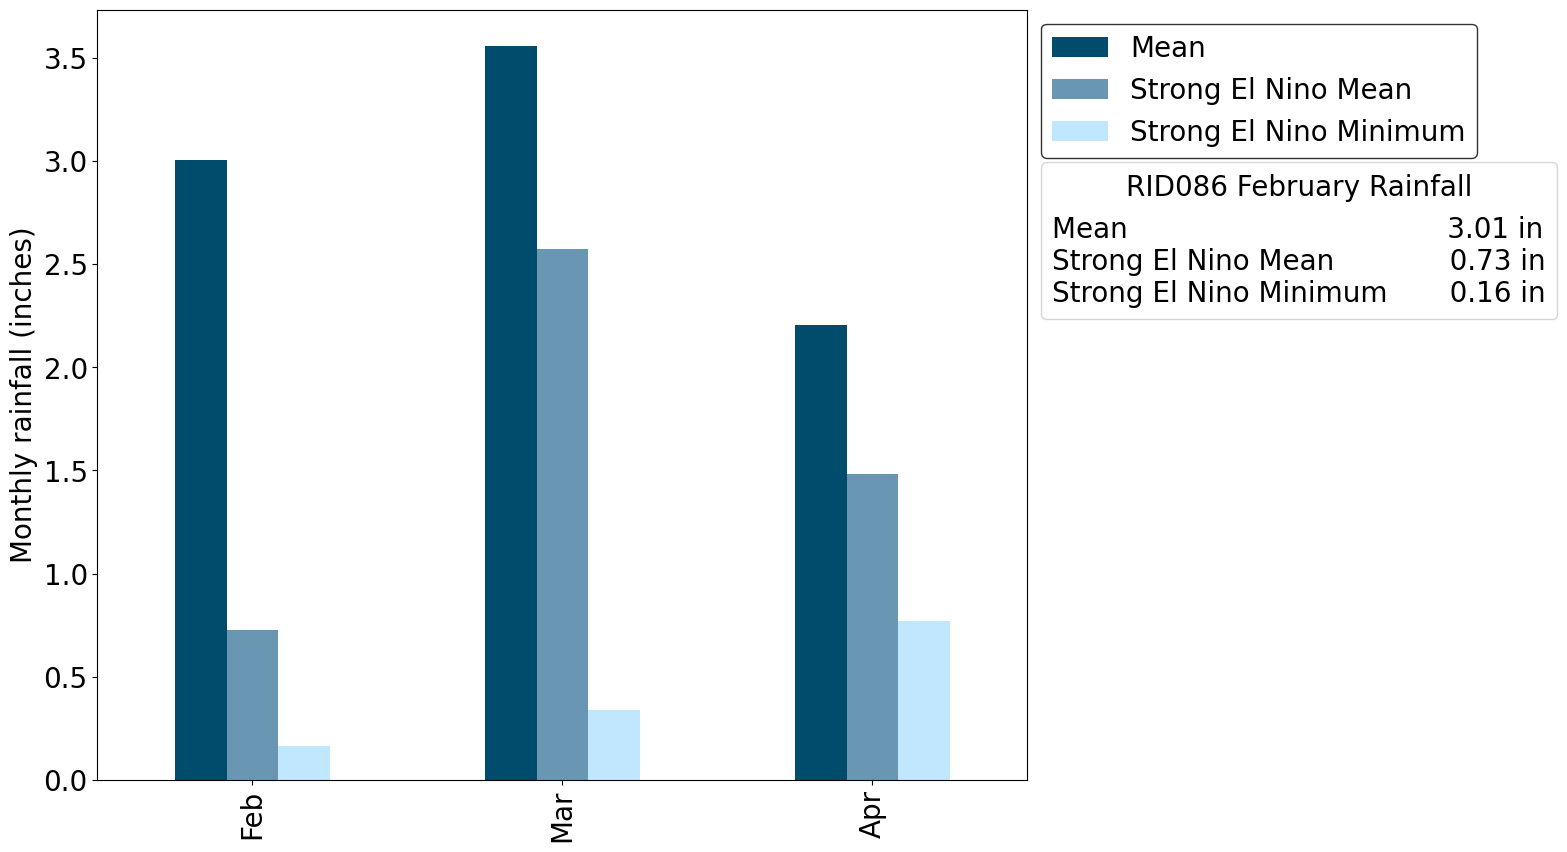 Monthly rainfall (inches)
3.5
3.0
2.5
2.0
1.5
1.0
0.5
0.0
Feb
Mar
Apr
Mean
Strong El Nino Mean
Strong El Nino Minimum
RID086 February Rainfall
Mean 3.01 in
Strong El Nino Mean 0.73 in
Strong El Nino Minimum 0.16 in